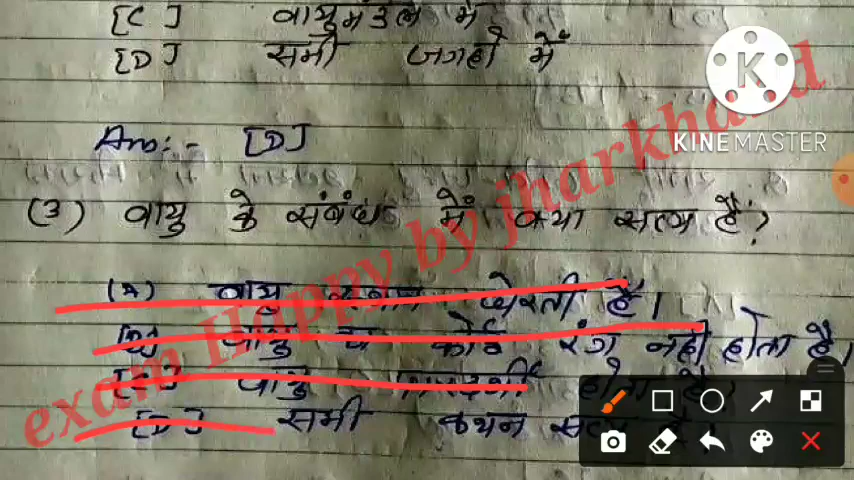 [C] वायुमंडल में
[D] सभी जगहों में
Ans:- [D]
K
KINEMASTER
(3) वायु के संबंध में क्या सत्य है?
(A) वायु स्थान घेरती है।
[B] वायु का कोई रंग नहीं होता है।
[C] वायु पारदर्शी होता है।
[D] सभी कथन सत्य है।
exam Happy by jharkhand